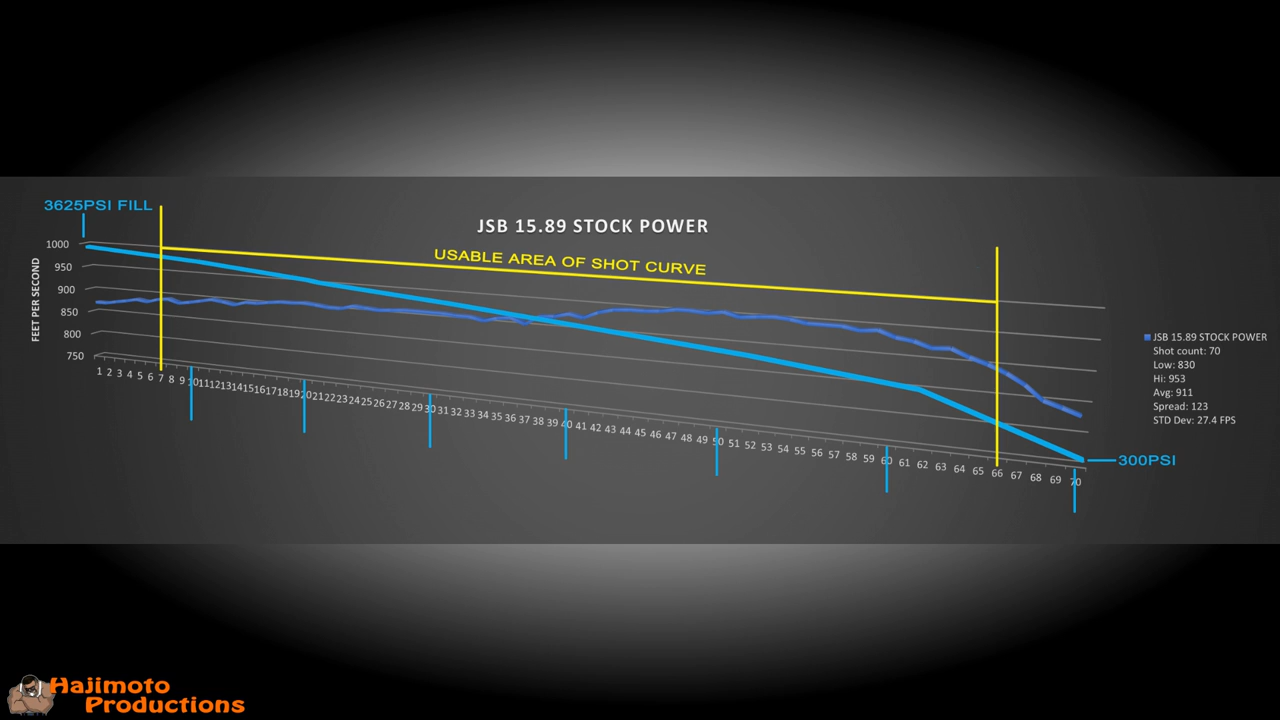 3625PSI FILL
JSB 15.89 STOCK POWER
USABLE AREA OF SHOT CURVE
FEET PER SECOND
1000
950
900
850
800
750
1 2 3 4 5 6 7 8 9 10 11 12 13 14 15 16 17 18 19 20 21 22 23 24 25 26 27 28 29 30 31 32 33 34 35 36 37 38 39 40 41 42 43 44 45 46 47 48 49 50 51 52 53 54 55 56 57 58 59 60 61 62 63 64 65 66 67 68 69 70
JSB 15.89 STOCK POWER
Shot count: 70
Low: 830
Hi: 953
Avg: 911
Spread: 123
STD Dev: 27.4 FPS
300PSI
Hajimoto
Productions